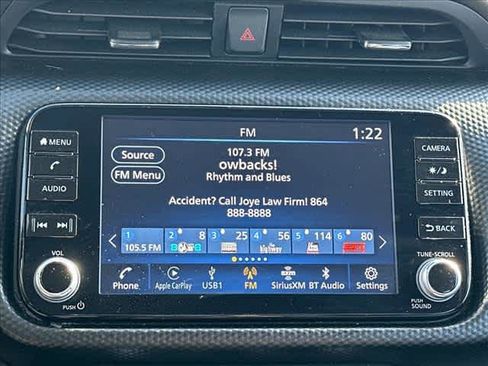 FM
1:22
MENU
CAMERA
Source
107.3 FM
owbacks!
FM Menu
Rhythm and Blues
AUDIO
SETTING
Accident? Call Joye Law Firm! 864
888-8888
BACK
1
2 8
3 25
4 56
5 114
6 80
105.5 FM
the highway
VOL
TUNE-SCROLL
Phone
Apple CarPlay
USB1
FM
SiriusXM
BT Audio
Settings
PUSH
PUSH
SOUND